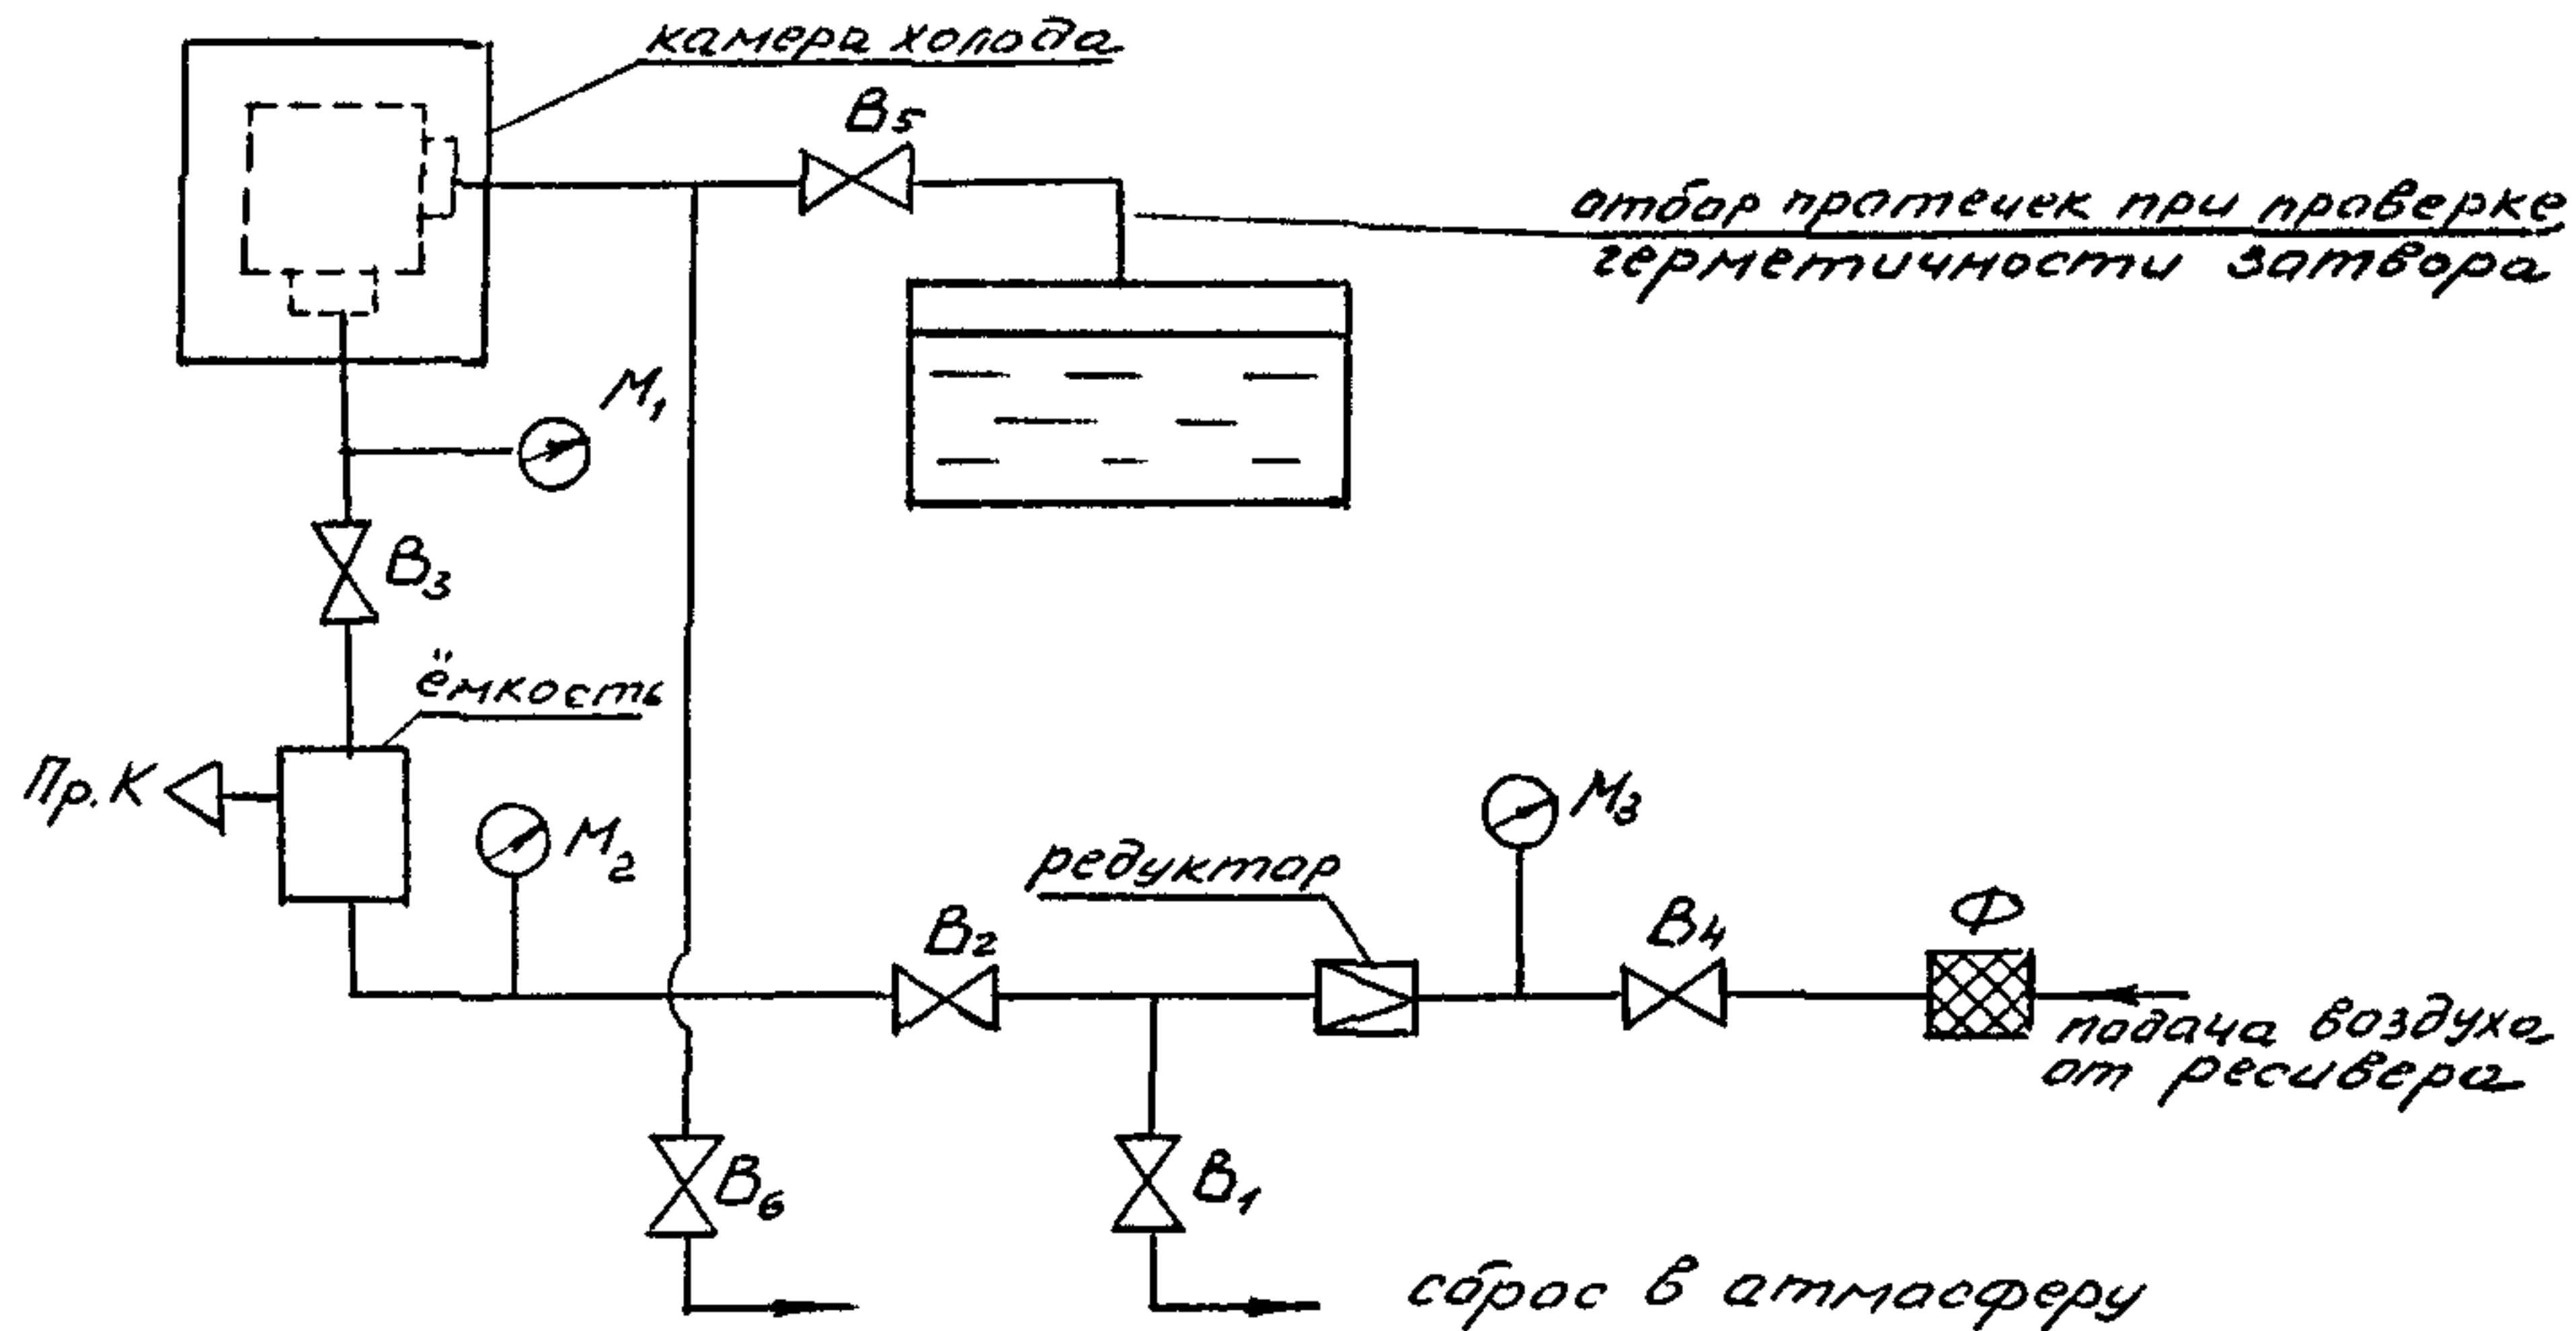 камера холода
В5
отбор протечек при проверке
герметичности затвора
М1
В3
ёмкость
Пр. К
М2
М3
редуктор
В2
В4
Ф
подача воздуха
от ресивера
В6
В1
сброс в атмосферу